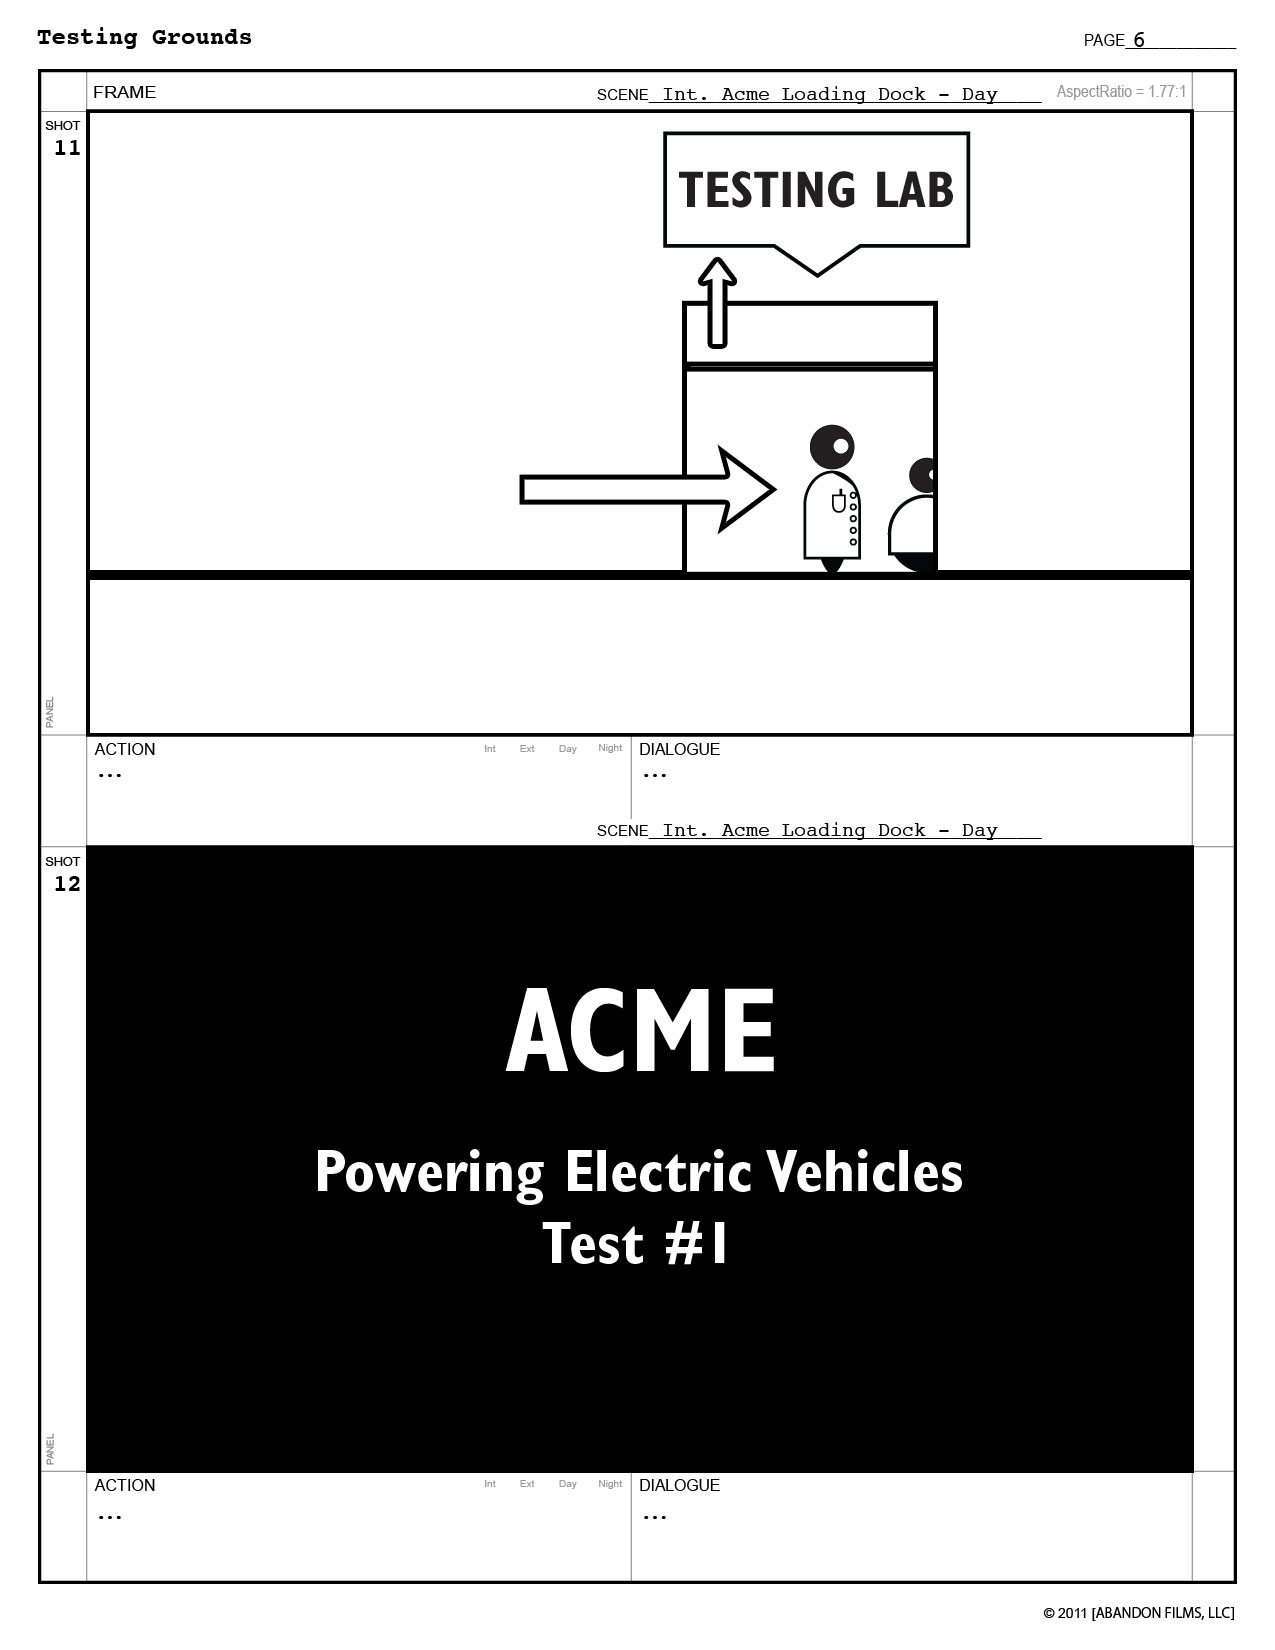 Testing Grounds
PAGE 6
FRAME SCENE Int. Acme Loading Dock - Day AspectRatio = 1.77:1
SHOT
11
TESTING LAB
PANEL
ACTION Int Ext Day Night DIALOGUE
... ...
SCENE Int. Acme Loading Dock - Day
SHOT
12
ACME
Powering Electric Vehicles
Test #1
PANEL
ACTION Int Ext Day Night DIALOGUE
... ...
© 2011 [ABANDON FILMS, LLC]